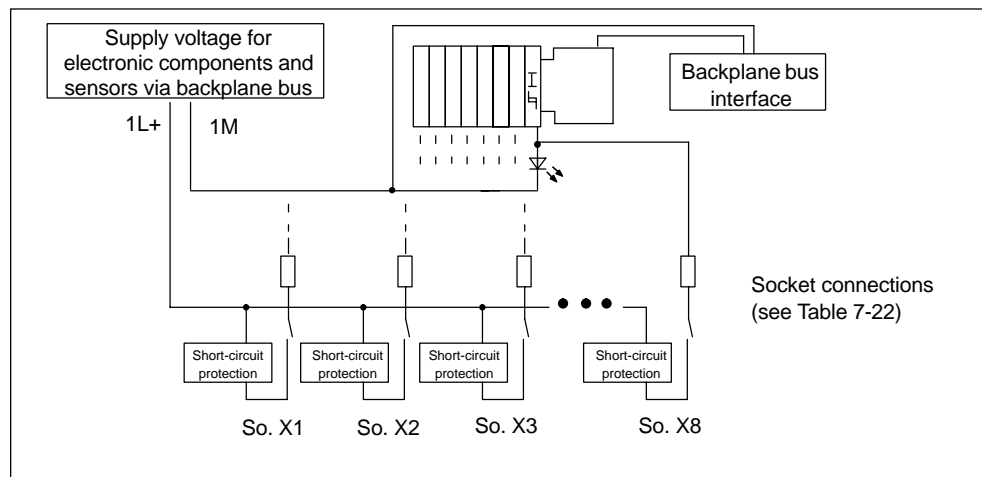 Supply voltage for
electronic components and
sensors via backplane bus
Backplane bus
interface
1L+
1M
Socket connections
(see Table 7-22)
Short-circuit
protection
Short-circuit
protection
Short-circuit
protection
Short-circuit
protection
So. X1
So. X2
So. X3
So. X8